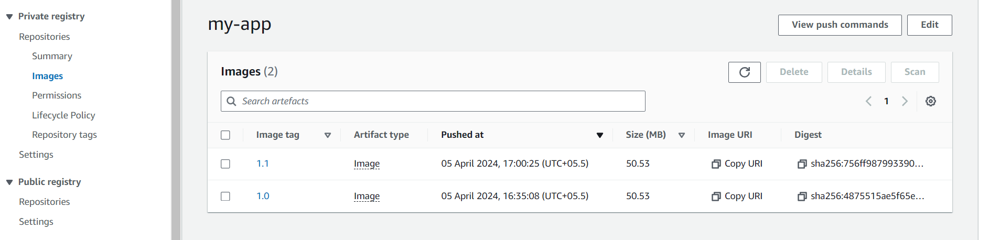 Private registry
Repositories
Summary
Images
Permissions
Lifecycle Policy
Repository tags
Settings
Public registry
Repositories
Settings
my-app
View push commands
Edit
Images (2)
Delete
Details
Scan
Search artefacts
1
Image tag Artifact type Pushed at Size (MB) Image URI Digest
1.1 Image 05 April 2024, 17:00:25 (UTC+05.5) 50.53 Copy URI sha256:756ff987993390...
1.0 Image 05 April 2024, 16:35:08 (UTC+05.5) 50.53 Copy URI sha256:4875515ae5f65e...